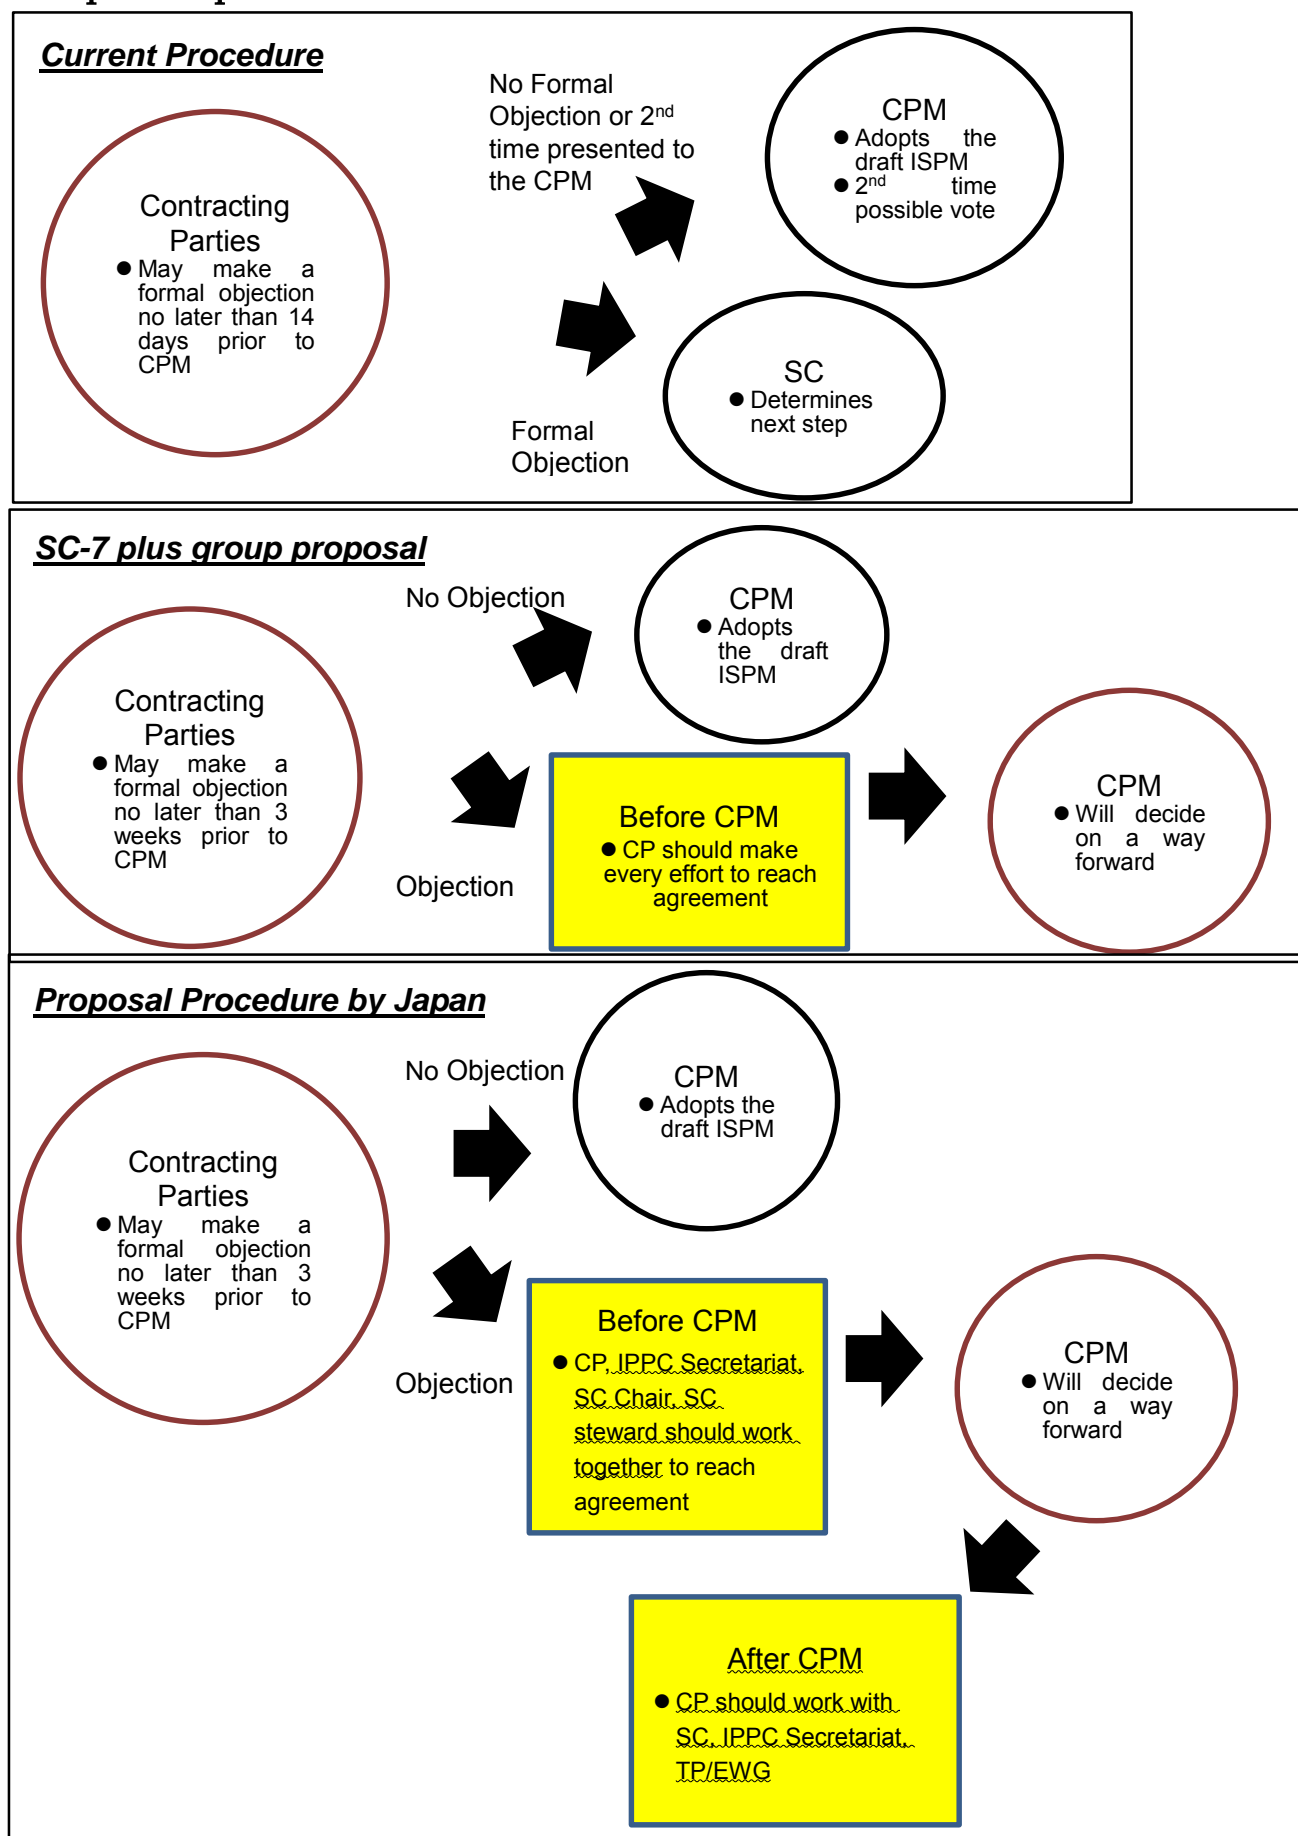 Current Procedure
Contracting
Parties
● May make a
formal objection
no later than 14
days prior to
CPM
No Formal
Objection or 2nd
time presented to
the CPM
CPM
● Adopts the
draft ISPM
● 2nd time
possible vote
Formal
Objection
SC
● Determines
next step
SC-7 plus group proposal
Contracting
Parties
● May make a
formal objection
no later than 3
weeks prior to
CPM
No Objection
CPM
● Adopts
the draft
ISPM
Objection
Before CPM
● CP should make
every effort to reach
agreement
CPM
● Will decide
on a way
forward
Proposal Procedure by Japan
Contracting
Parties
● May make a
formal objection
no later than 3
weeks prior to
CPM
No Objection
CPM
● Adopts the
draft ISPM
Objection
Before CPM
● CP, IPPC Secretariat,
SC Chair, SC
steward should work
together to reach
agreement
CPM
● Will decide
on a way
forward
After CPM
● CP should work with
SC, IPPC Secretariat,
TP/EWG